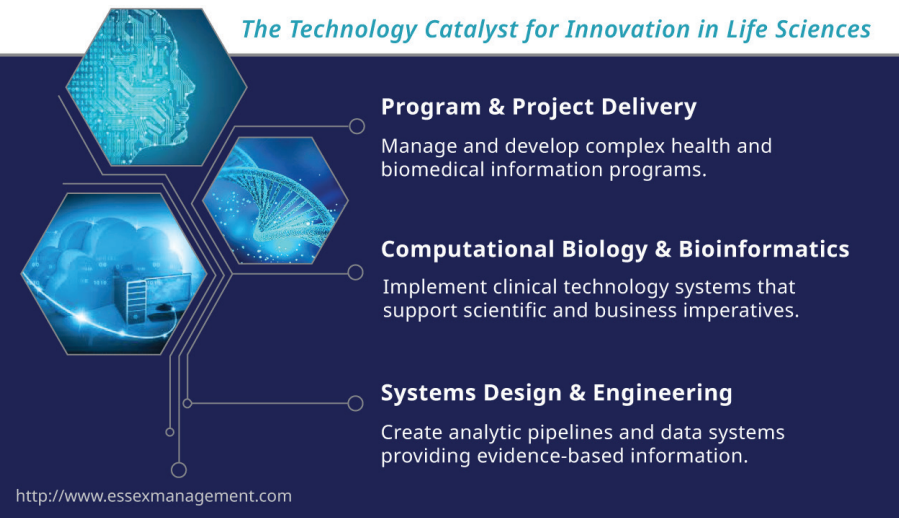 The Technology Catalyst for Innovation in Life Sciences
Program & Project Delivery
Manage and develop complex health and
biomedical information programs.
Computational Biology & Bioinformatics
Implement clinical technology systems that
support scientific and business imperatives.
Systems Design & Engineering
Create analytic pipelines and data systems
providing evidence-based information.
http://www.essexmanagement.com